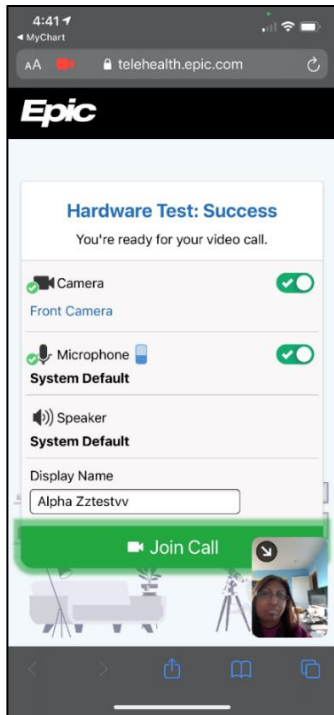 4:41
MyChart
AA telehealth.epic.com
Epic
Hardware Test: Success
You're ready for your video call.
Camera
Front Camera
Microphone
System Default
Speaker
System Default
Display Name
Alpha Zztestvv
Join Call